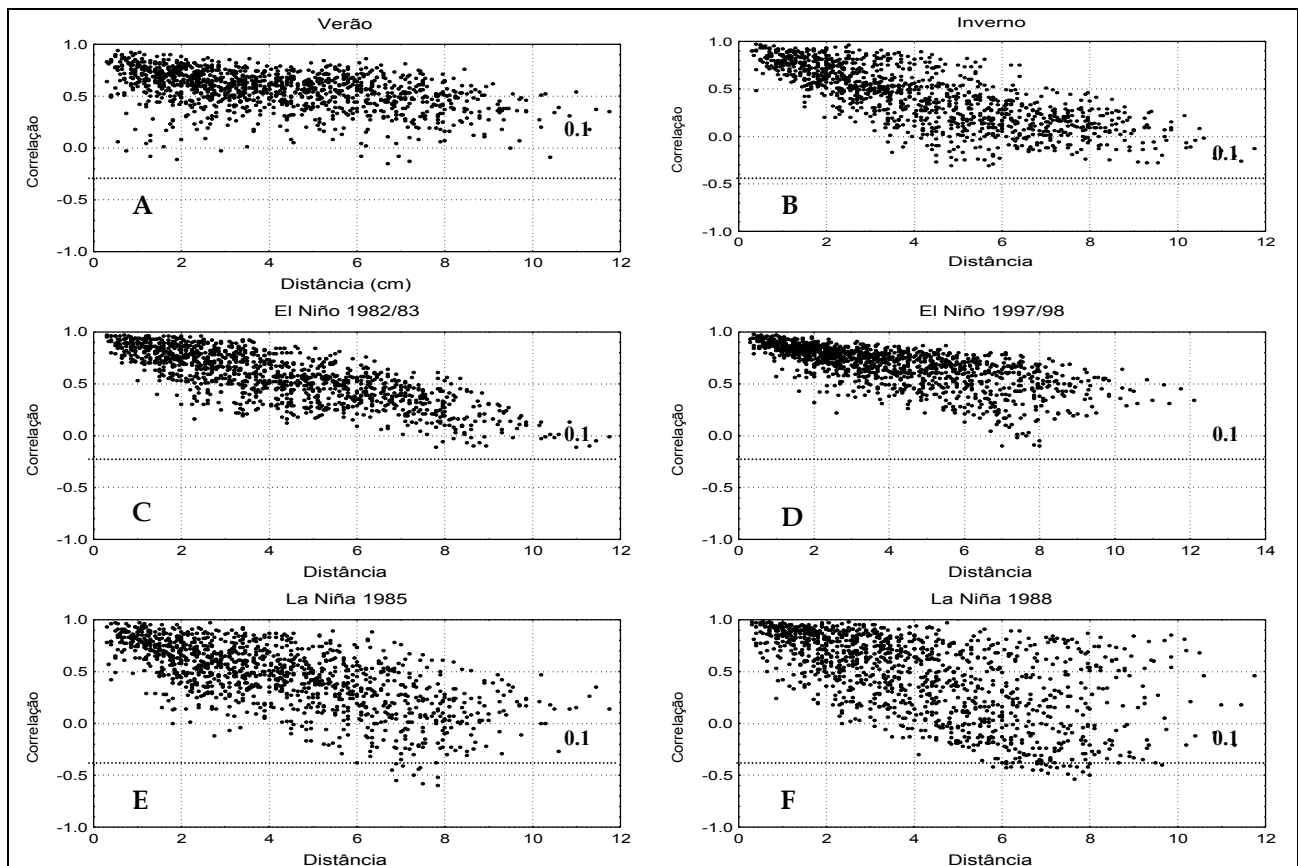 Verão
1.0
0.5
0.0
-0.5
-1.0
Correlação
0.1
A
0 2 4 6 8 10 12
Distância (cm)
Inverno
1.0
0.5
0.0
-0.5
-1.0
Correlação
0.1
B
0 2 4 6 8 10 12
Distância
El Niño 1982/83
1.0
0.5
0.0
-0.5
-1.0
Correlação
0.1
C
0 2 4 6 8 10 12
Distância
El Niño 1997/98
1.0
0.5
0.0
-0.5
-1.0
Correlação
0.1
D
0 2 4 6 8 10 12 14
Distância
La Niña 1985
1.0
0.5
0.0
-0.5
-1.0
Correlação
0.1
E
0 2 4 6 8 10 12
Distância
La Niña 1988
1.0
0.5
0.0
-0.5
-1.0
Correlação
0.1
F
0 2 4 6 8 10 12
Distância